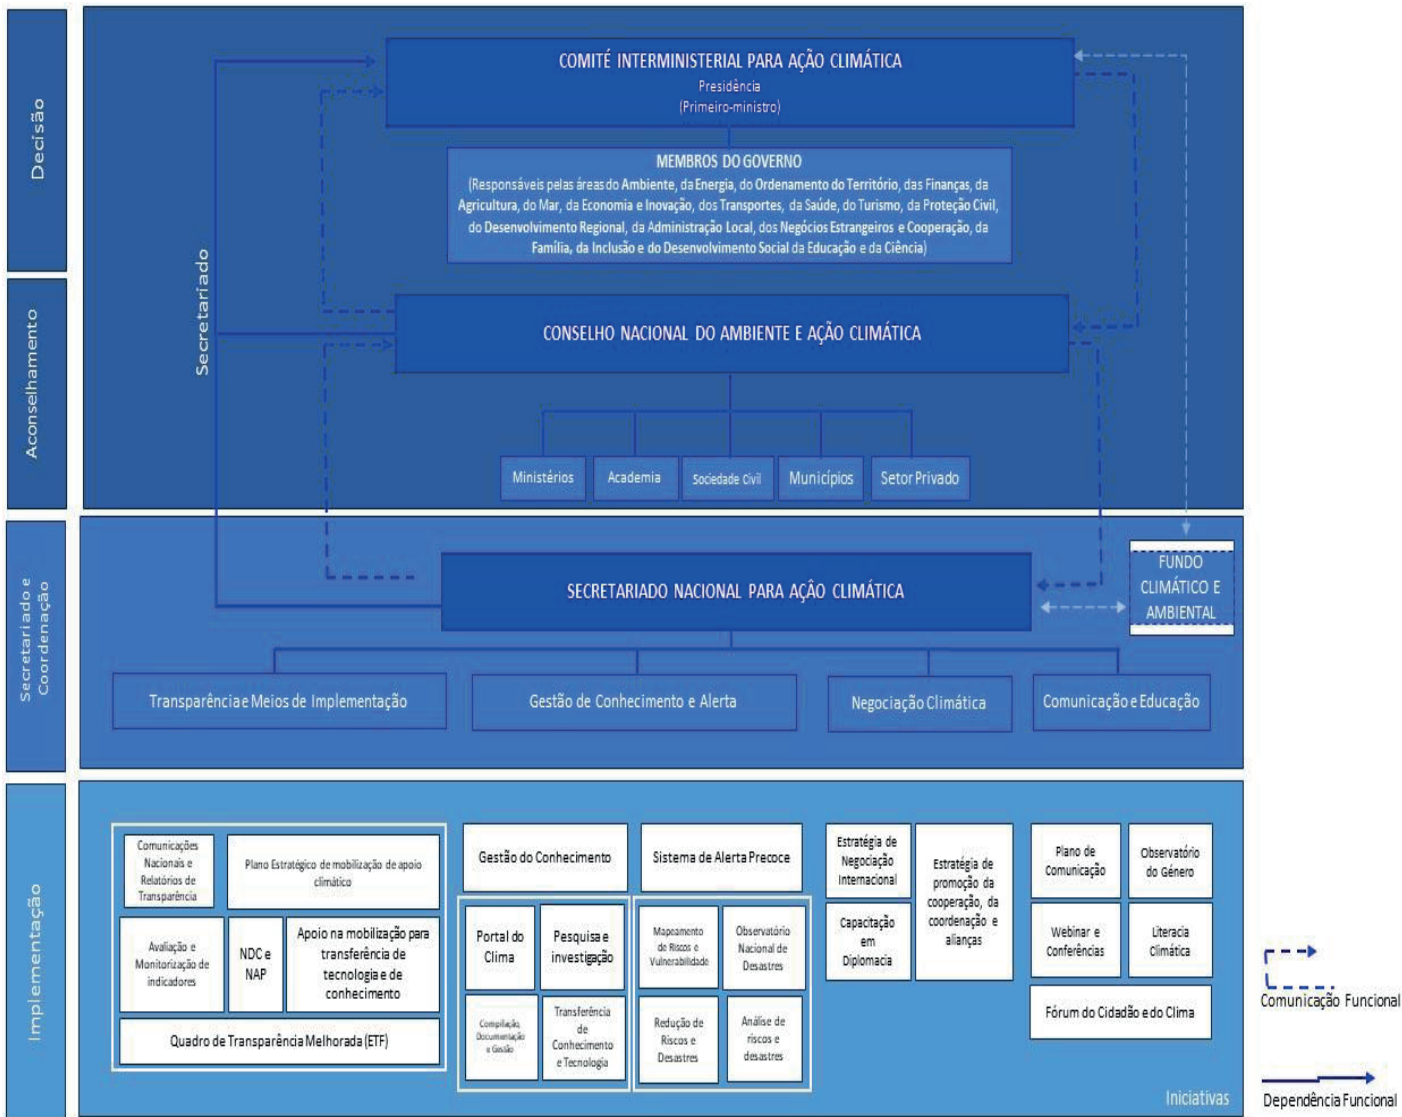 Decisão
COMITÉ INTERMINISTERIAL PARA AÇÃO CLIMÁTICA
Presidência
(Primeiro-ministro)
MEMBROS DO GOVERNO
(Responsáveis pelas áreas do Ambiente, da Energia, do Ordenamento do Território, das Finanças, da
Agricultura, do Mar, da Economia e Inovação, dos Transportes, da Saúde, do Turismo, da Proteção Civil,
do Desenvolvimento Regional, da Administração Local, dos Negócios Estrangeiros e Cooperação, da
Família, da Inclusão e do Desenvolvimento Social da Educação e da Ciência)
Secretariado
Aconselhamento
CONSELHO NACIONAL DO AMBIENTE E AÇÃO CLIMÁTICA
Ministérios
Academia
Sociedade Civil
Municípios
Setor Privado
Secretariado e
Coordenação
SECRETARIADO NACIONAL PARA AÇÂO CLIMÁTICA
FUNDO
CLIMÁTICO E
AMBIENTAL
Transparência e Meios de Implementação
Gestão de Conhecimento e Alerta
Negociação Climática
Comunicação e Educação
Implementação
Comunicações
Nacionais e
Relatórios de
Transparência
Plano Estratégico de mobilização de apoio
climático
Avaliação e
Monitorização de
indicadores
NDC e
NAP
Apoio na mobilização para
transferência de
tecnologia e de
conhecimento
Quadro de Transparência Melhorada (ETF)
Gestão do Conhecimento
Portal do
Clima
Pesquisa e
investigação
Compilação,
Documentação
e Gestão
Transferência
de
Conhecimento
e Tecnologia
Sistema de Alerta Precoce
Mapeamento
de Riscos e
Vulnerabilidade
Observatório
Nacional de
Desastres
Redução de
Riscos e
Desastres
Análise de
riscos e
desastres
Estratégia de
Negociação
Internacional
Capacitação
em
Diplomacia
Estratégia de
promoção da
cooperação, da
coordenação e
alianças
Plano de
Comunicação
Observatório
do Género
Webinar e
Conferências
Literacia
Climática
Fórum do Cidadão e do Clima
Iniciativas
Comunicação Funcional
Dependência Funcional